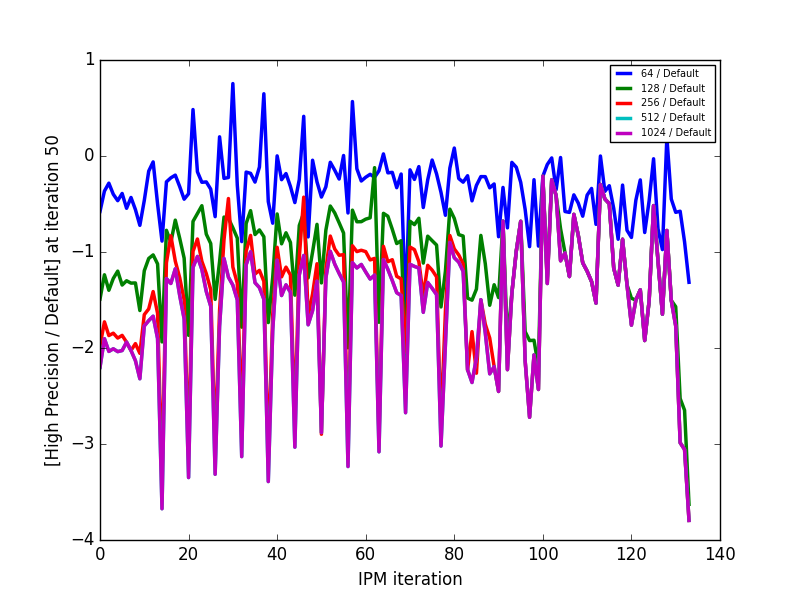 1
0
−1
−2
−3
−4
[High Precision / Default] at iteration 50
64 / Default
128 / Default
256 / Default
512 / Default
1024 / Default
0 20 40 60 80 100 120 140
IPM iteration